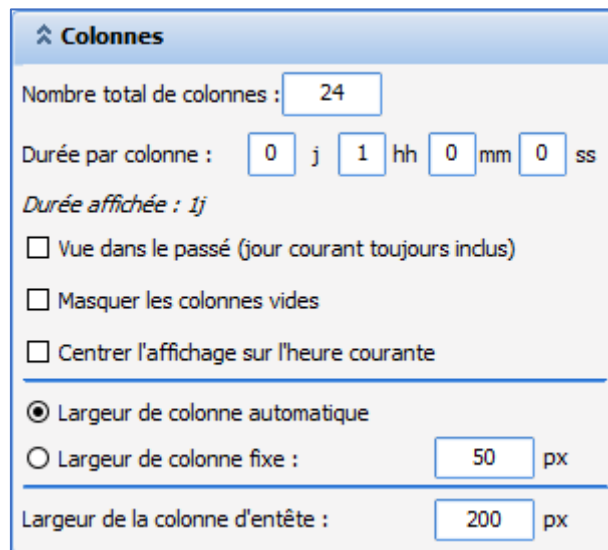 Colonnes
Nombre total de colonnes : 24
Durée par colonne : 0 j 1 hh 0 mm 0 ss
Durée affichée : 1j
Vue dans le passé (jour courant toujours inclus)
Masquer les colonnes vides
Centrer l'affichage sur l'heure courante
Largeur de colonne automatique
Largeur de colonne fixe : 50 px
Largeur de la colonne d'entête : 200 px